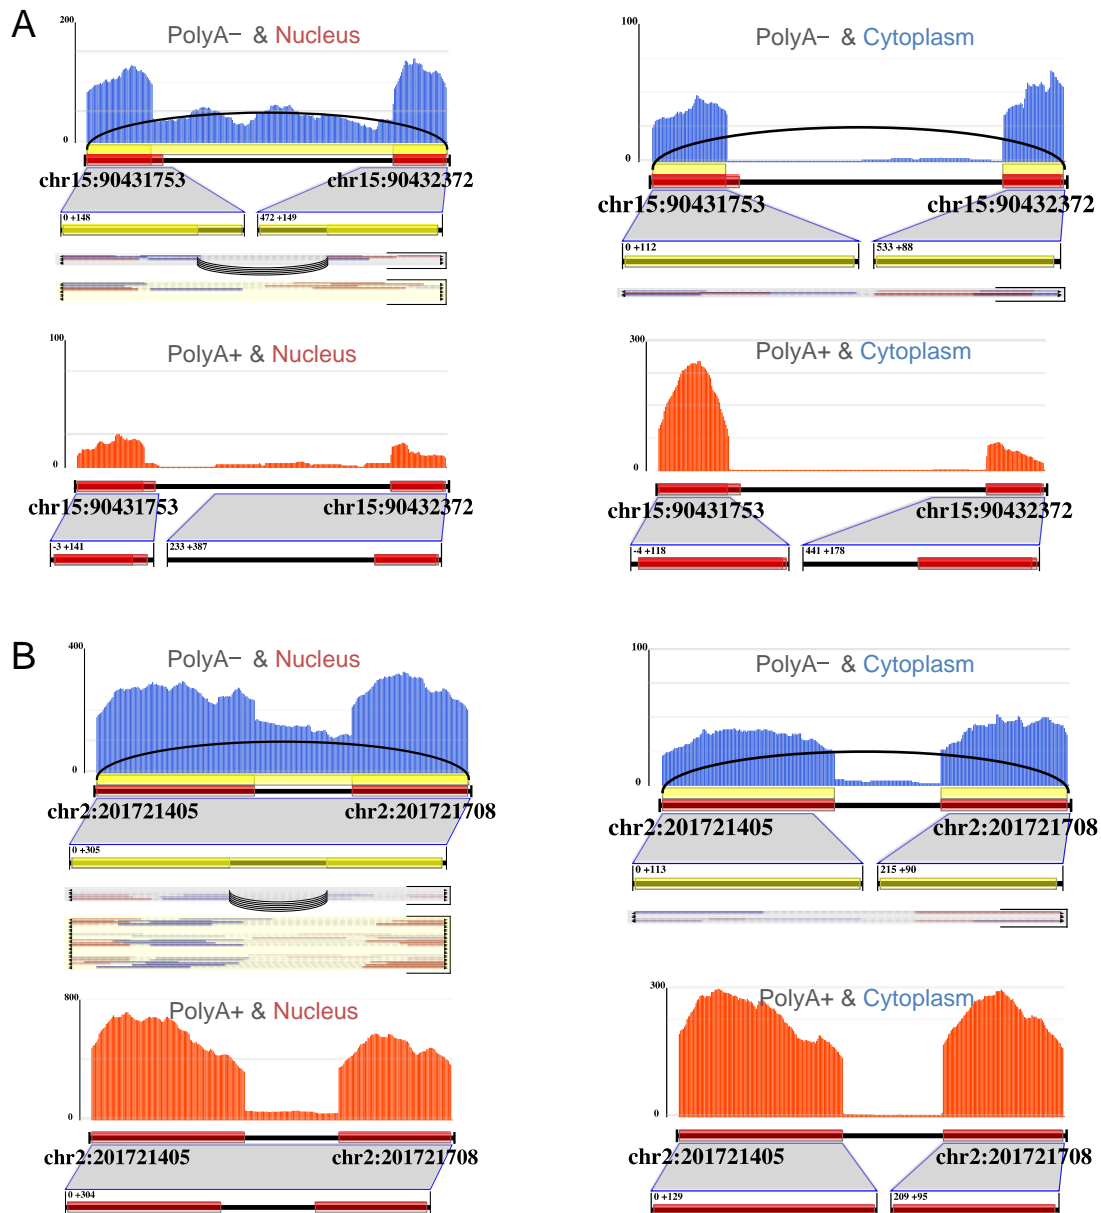 A
200
PolyA− & Nucleus
0
chr15:90431753 chr15:90432372
0 +148 472 +149
100
PolyA− & Cytoplasm
0
chr15:90431753 chr15:90432372
0 +112 533 +88
100
PolyA+ & Nucleus
0
chr15:90431753 chr15:90432372
-3 +141 233 +387
300
PolyA+ & Cytoplasm
0
chr15:90431753 chr15:90432372
-4 +118 441 +178
B
400
PolyA− & Nucleus
0
chr2:201721405 chr2:201721708
0 +305
100
PolyA− & Cytoplasm
0
chr2:201721405 chr2:201721708
0 +113 215 +90
800
PolyA+ & Nucleus
0
chr2:201721405 chr2:201721708
0 +304
300
PolyA+ & Cytoplasm
0
chr2:201721405 chr2:201721708
0 +129 209 +95